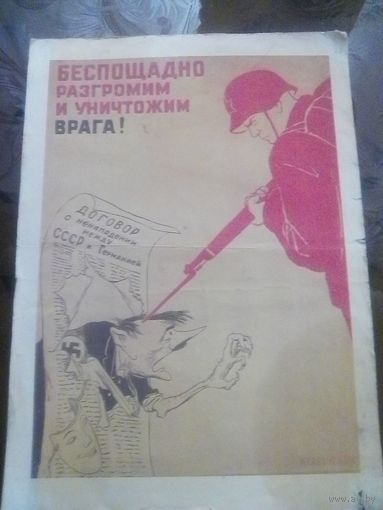 БЕСПОЩАДНО
РАЗГРОМИМ
И УНИЧТОЖИМ
ВРАГА!
ДОГОВОР
О НЕНАПАДЕНИИ
МЕЖДУ
СССР и Германией